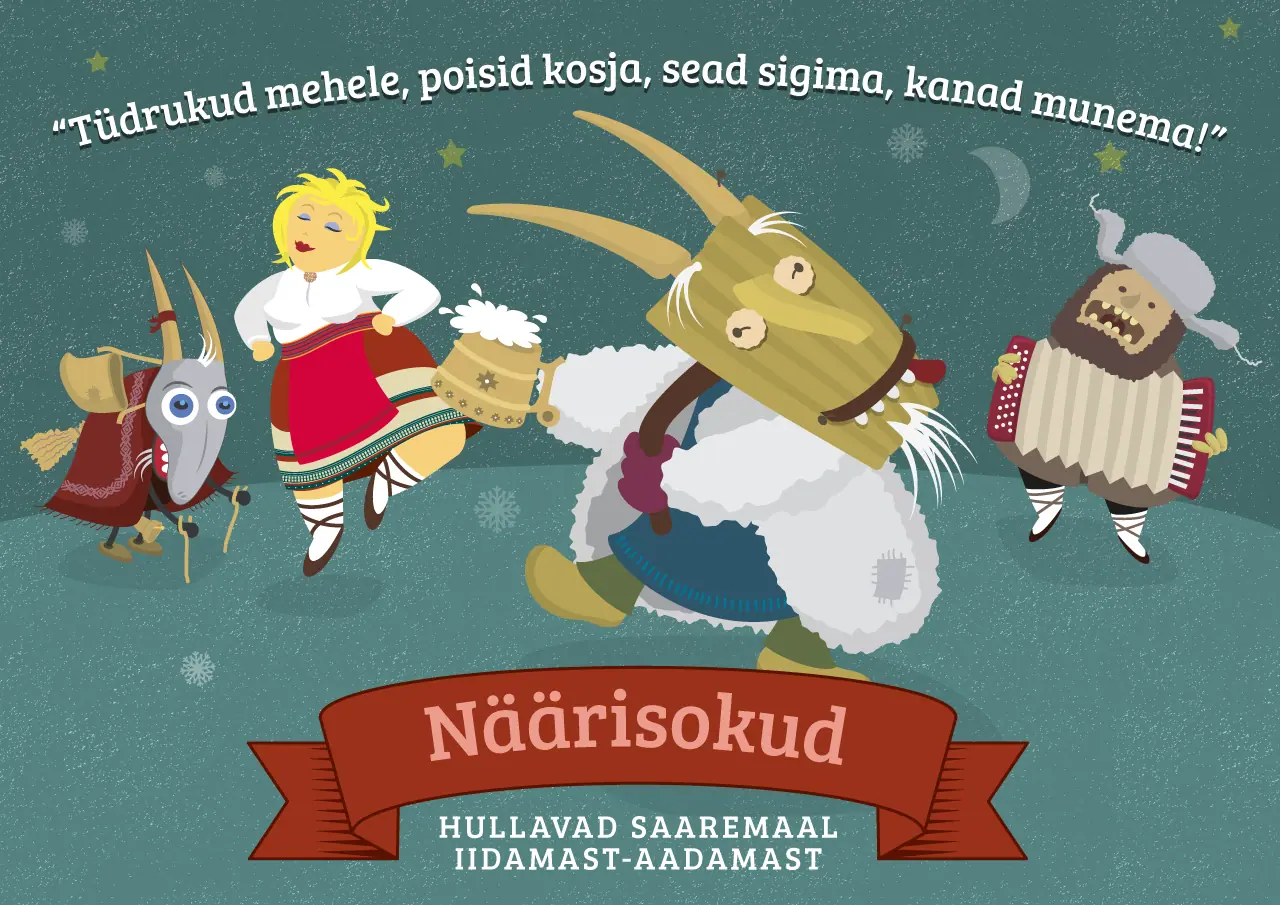 “Tüdrukud mehele, poisid kosja, sead sigima, kanad munema!”
Näärisokud
HULLAVAD SAAREMAAL
IIDAMAST-AADAMAST